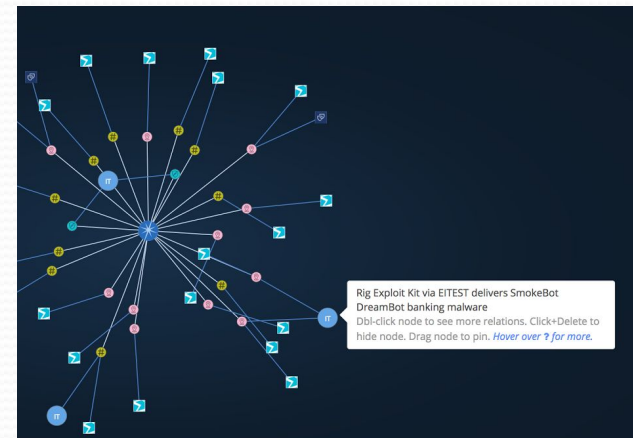 IT
Rig Exploit Kit via EITEST delivers SmokeBot
DreamBot banking malware
Dbl-click node to see more relations. Click+Delete to
hide node. Drag node to pin. Hover over ? for more.
IT
IT